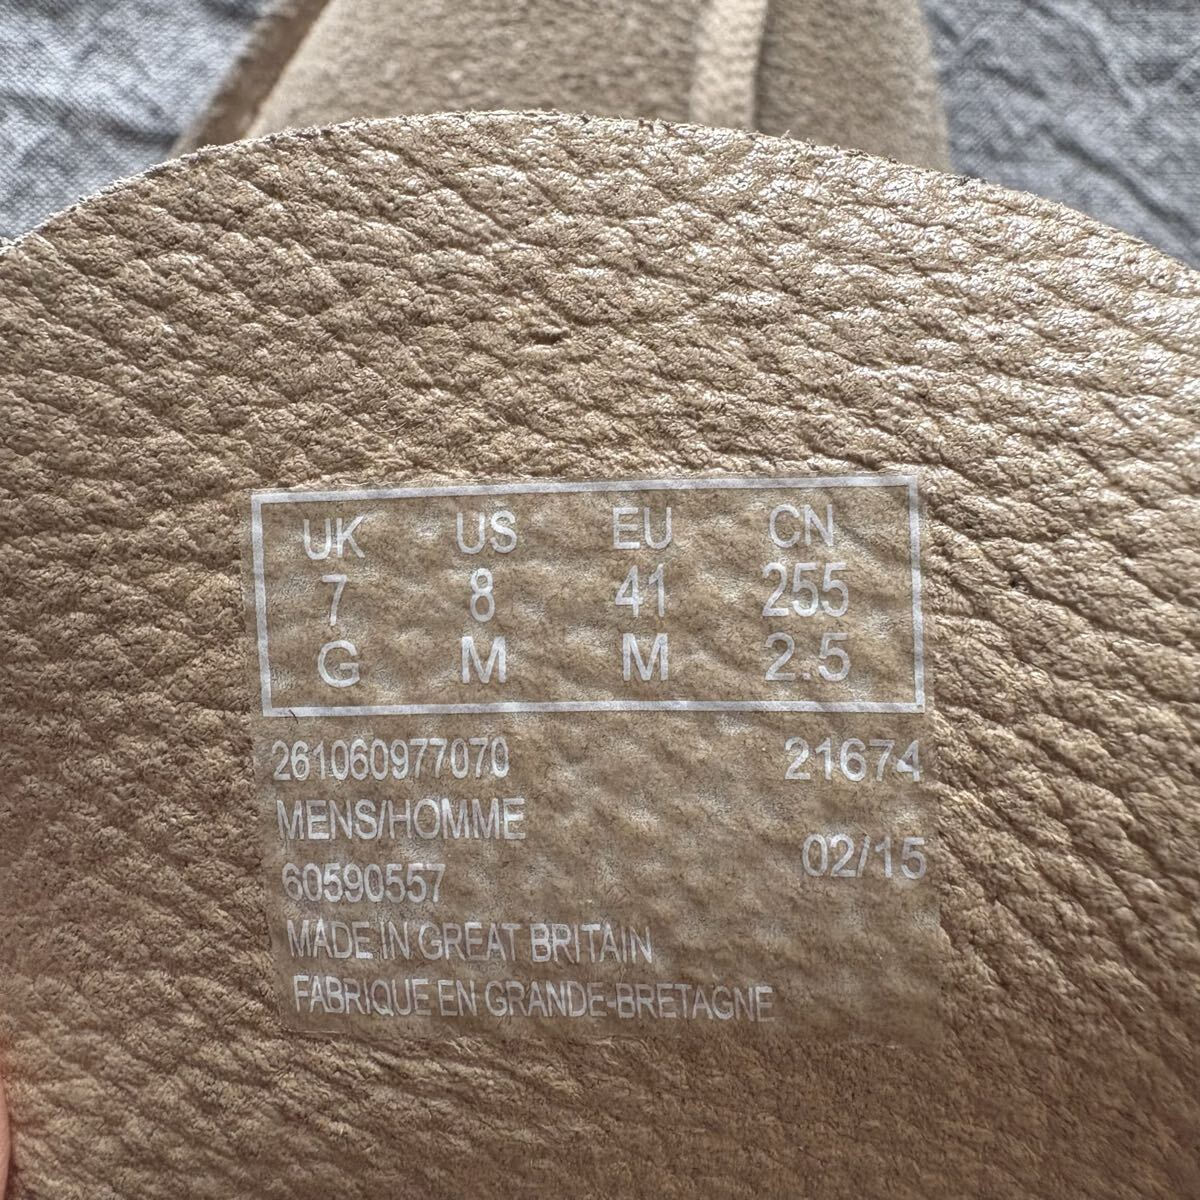 UK US EU CN
7 8 41 255
G M M 2.5
261060977070 21674
MENS/HOMME
60590557 02/15
MADE IN GREAT BRITAIN
FABRIQUE EN GRANDE-BRETAGNE